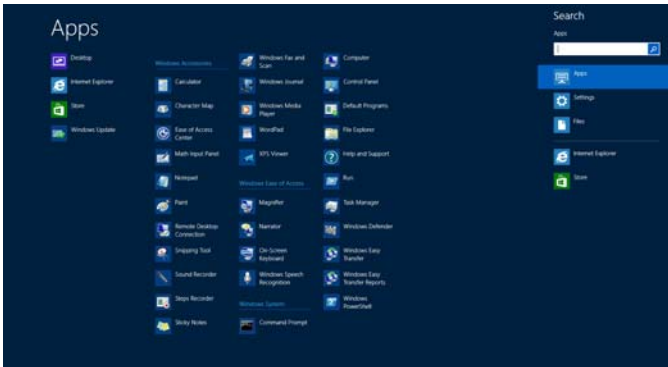 Apps
Desktop
Internet Explorer
Store
Windows Update
Windows Accessories
Calculator
Character Map
Ease of Access
Center
Math Input Panel
Notepad
Paint
Remote Desktop
Connection
Snipping Tool
Sound Recorder
Steps Recorder
Sticky Notes
Windows Fax and
Scan
Windows Journal
Windows Media
Player
WordPad
XPS Viewer
Windows Ease of Access
Magnifier
Narrator
On-Screen
Keyboard
Windows Speech
Recognition
Windows System
Command Prompt
Computer
Control Panel
Default Programs
File Explorer
Help and Support
Run
Task Manager
Windows Defender
Windows Easy
Transfer
Windows Easy
Transfer Reports
Windows
PowerShell
Search
Apps
Apps
Settings
Files
Internet Explorer
Store